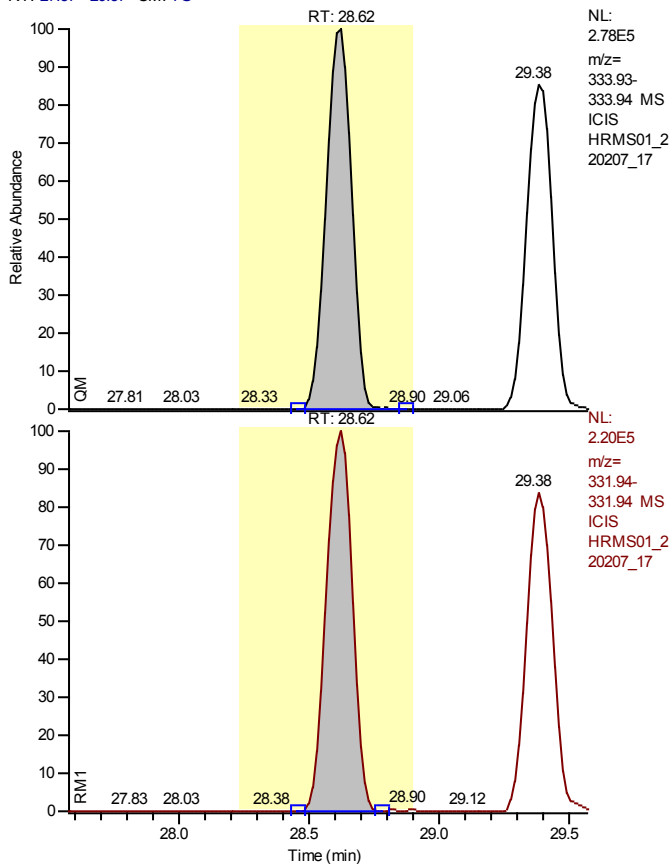 RT: 28.62
NL:
2.78E5
m/z=
333.93-
333.94 MS
ICIS
HRMS01_2
20207_17
29.38
100
90
80
70
60
50
40
30
20
10
0
Relative Abundance
QM
27.81 28.03 28.33 28.90 29.06
RT: 28.62
NL:
2.20E5
m/z=
331.94-
331.94 MS
ICIS
HRMS01_2
20207_17
29.38
100
90
80
70
60
50
40
30
20
10
0
RM1
27.83 28.03 28.38 28.90 29.12
28.0 28.5 29.0 29.5
Time (min)